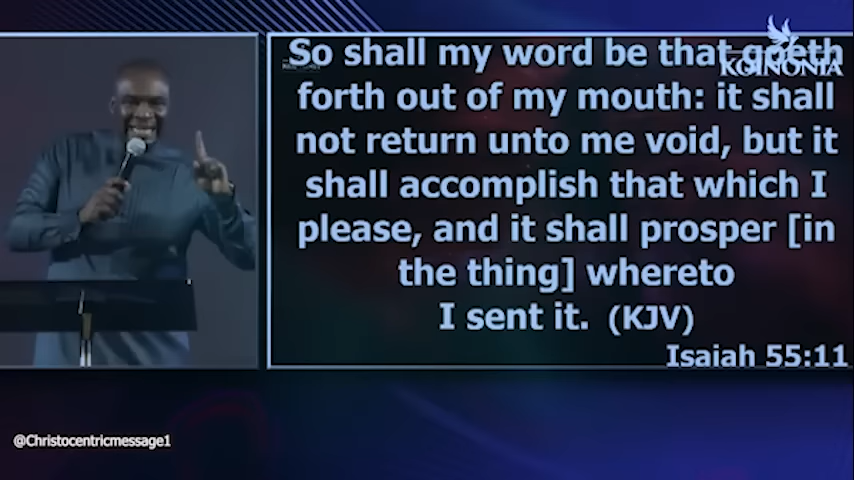 So shall my word be that goeth
KOINONIA
forth out of my mouth: it shall
not return unto me void, but it
shall accomplish that which I
please, and it shall prosper [in
the thing] whereto
I sent it. (KJV)
Isaiah 55:11
@Christocentricmessage1